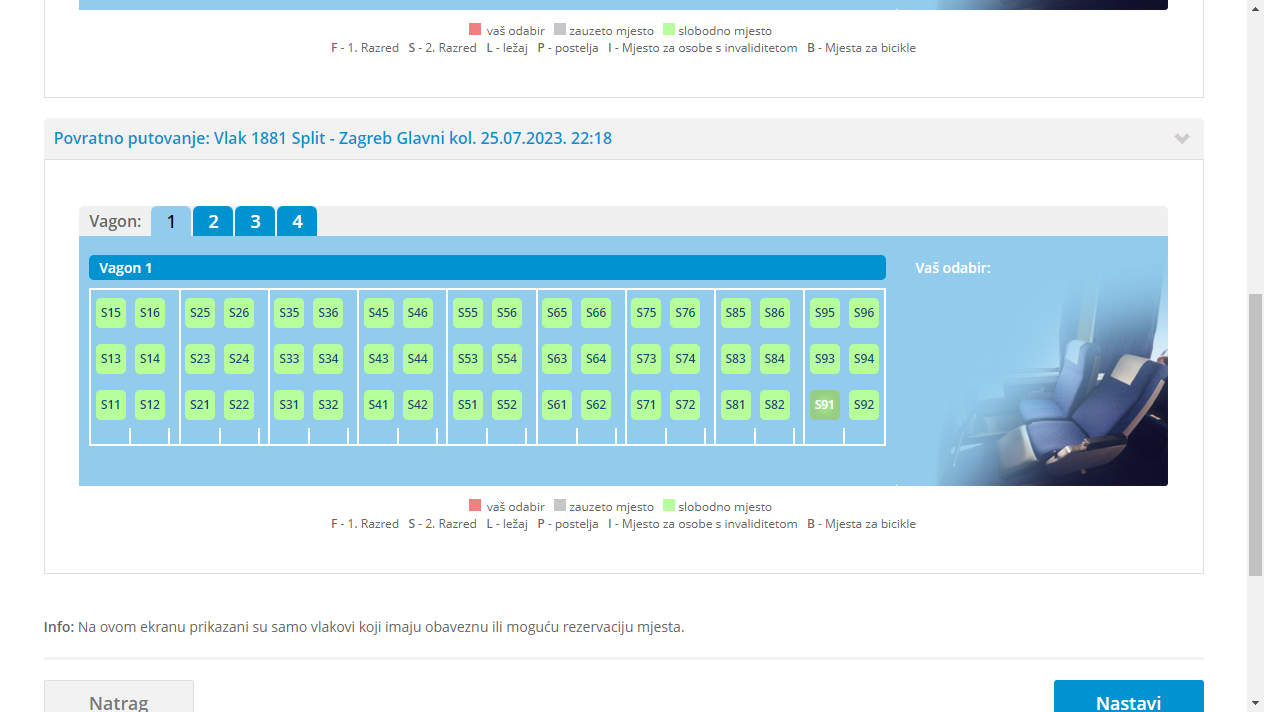 vaš odabir zauzeto mjesto slobodno mjesto
F - 1. Razred S - 2. Razred L - ležaj P - postelja I - Mjesto za osobe s invaliditetom B - Mjesta za bicikle
Povratno putovanje: Vlak 1881 Split - Zagreb Glavni kol. 25.07.2023. 22:18
Vagon: 1 2 3 4
Vagon 1
Vaš odabir:
S15 S16 S25 S26 S35 S36 S45 S46 S55 S56 S65 S66 S75 S76 S85 S86 S95 S96
S13 S14 S23 S24 S33 S34 S43 S44 S53 S54 S63 S64 S73 S74 S83 S84 S93 S94
S11 S12 S21 S22 S31 S32 S41 S42 S51 S52 S61 S62 S71 S72 S81 S82 S91 S92
vaš odabir zauzeto mjesto slobodno mjesto
F - 1. Razred S - 2. Razred L - ležaj P - postelja I - Mjesto za osobe s invaliditetom B - Mjesta za bicikle
Info: Na ovom ekranu prikazani su samo vlakovi koji imaju obaveznu ili moguću rezervaciju mjesta.
Natrag
Nastavi